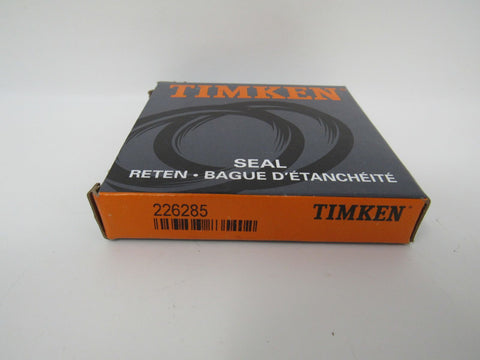 TIMKEN
SEAL
RETEN • BAGUE D'ÉTANCHÉITÉ
226285
TIMKEN